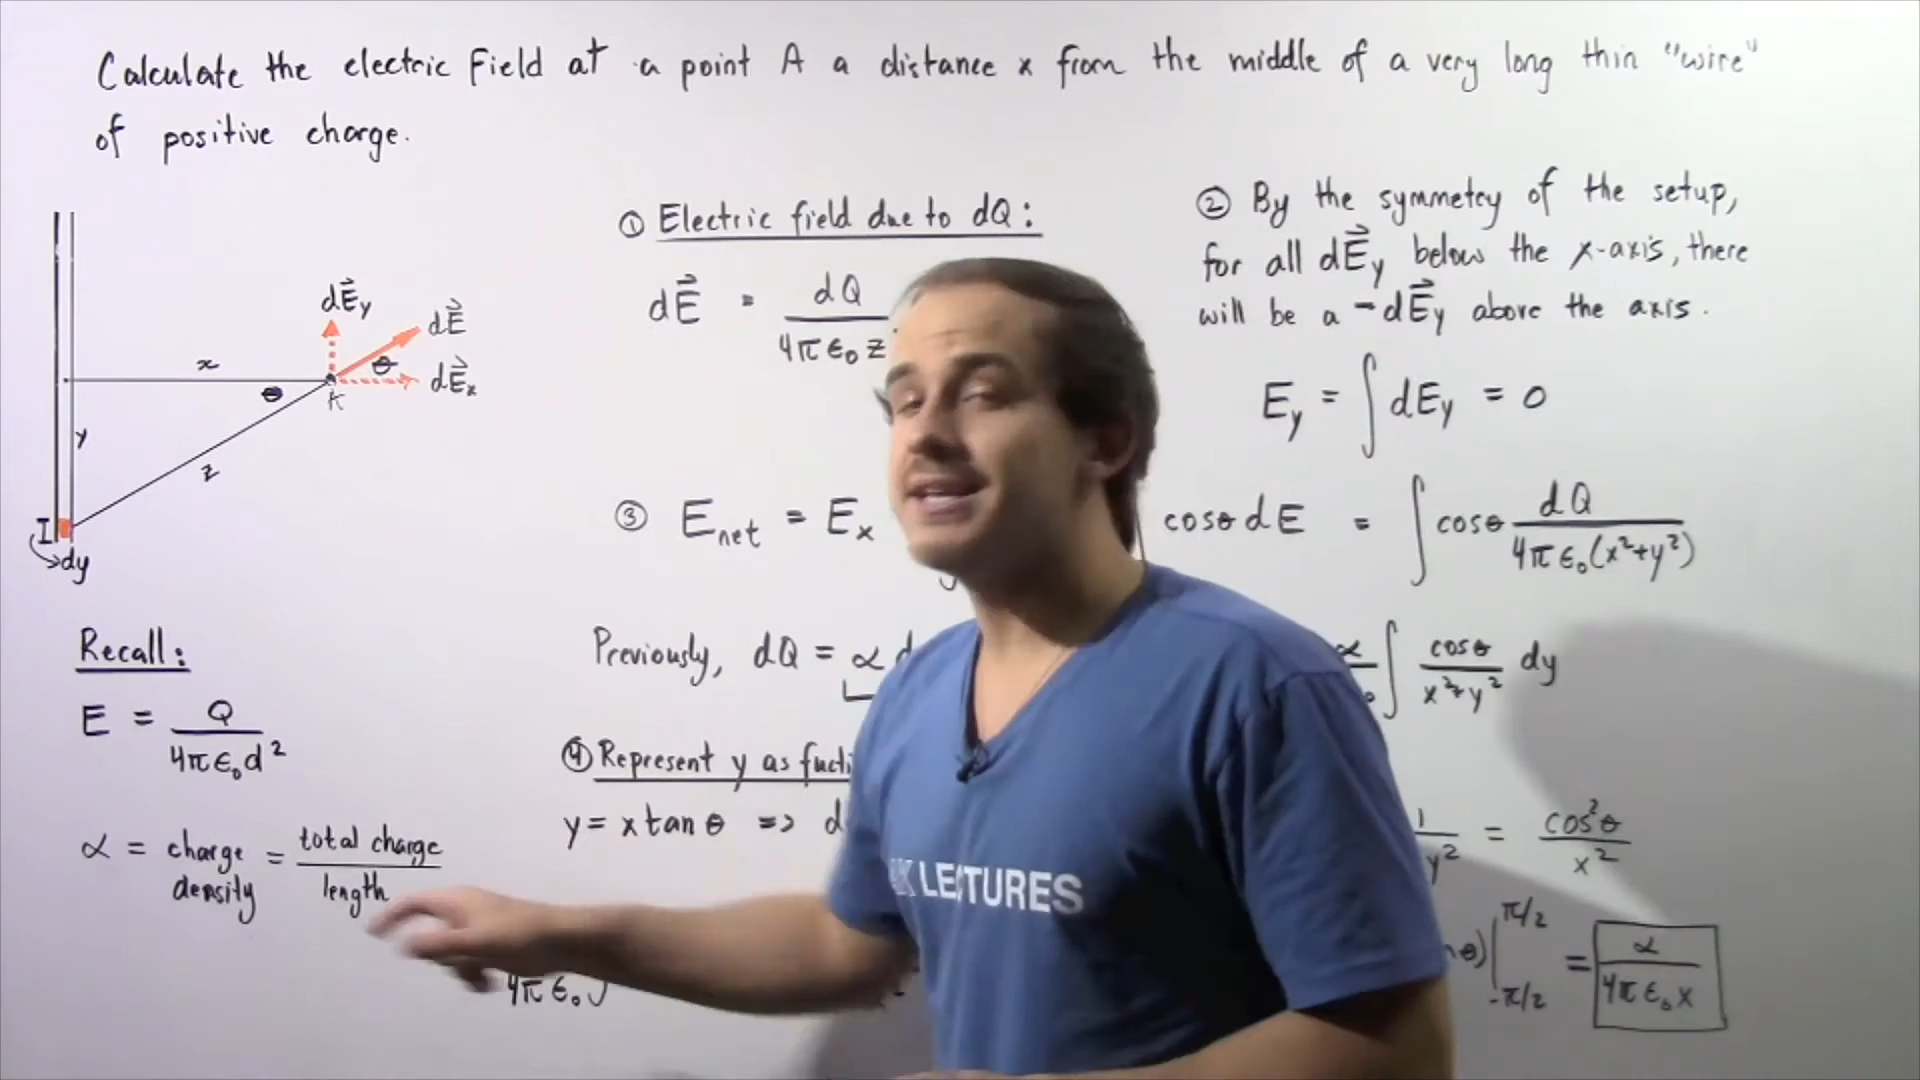 Calculate the electric field at a point A a distance x from the middle of a very long thin "wire"
of positive charge.
dE⃗y
dE⃗
θ
dE⃗x
x
θ
A
y
z
I
dy
Recall:
E = Q / 4πϵ₀d²
α = charge density = total charge / length
① Electric field due to dQ:
dE⃗ = dQ / 4πϵ₀z
② By the symmetry of the setup,
for all dE⃗y below the x-axis, there
will be a -dE⃗y above the axis.
Ey = ∫dEy = 0
③ Enet = Ex cosθ dE = ∫cosθ dQ / 4πϵ₀(x²+y²)
Previously, dQ = α d
α ∫ cosθ / x²+y² dy
④ Represent y as fucti
y = x tan θ => d
1 / y² = cos²θ / x²
4πϵ₀ ∫
θ) |π/2 -π/2 = α / 4πϵ₀x
LECTURES